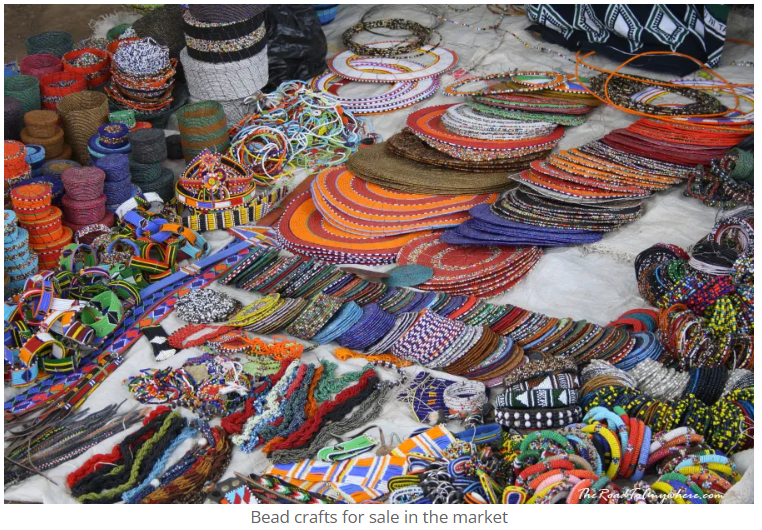 TheRoadToAnywhere.com
Bead crafts for sale in the market